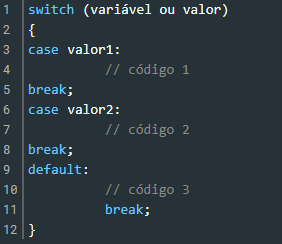 1 switch (variável ou valor)
2 {
3 case valor1:
4 // código 1
5 break;
6 case valor2:
7 // código 2
8 break;
9 default:
10 // código 3
11 break;
12 }